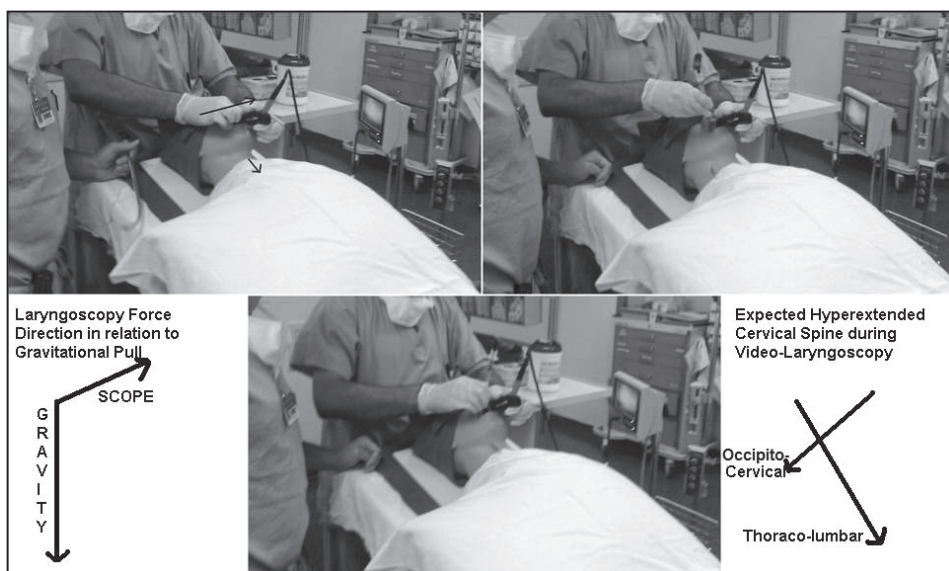 Laryngoscopy Force
Direction in relation to
Gravitational Pull
SCOPE
G
R
A
V
I
T
Y
Expected Hyperextended
Cervical Spine during
Video-Laryngoscopy
Occipito-
Cervical
Thoraco-lumbar